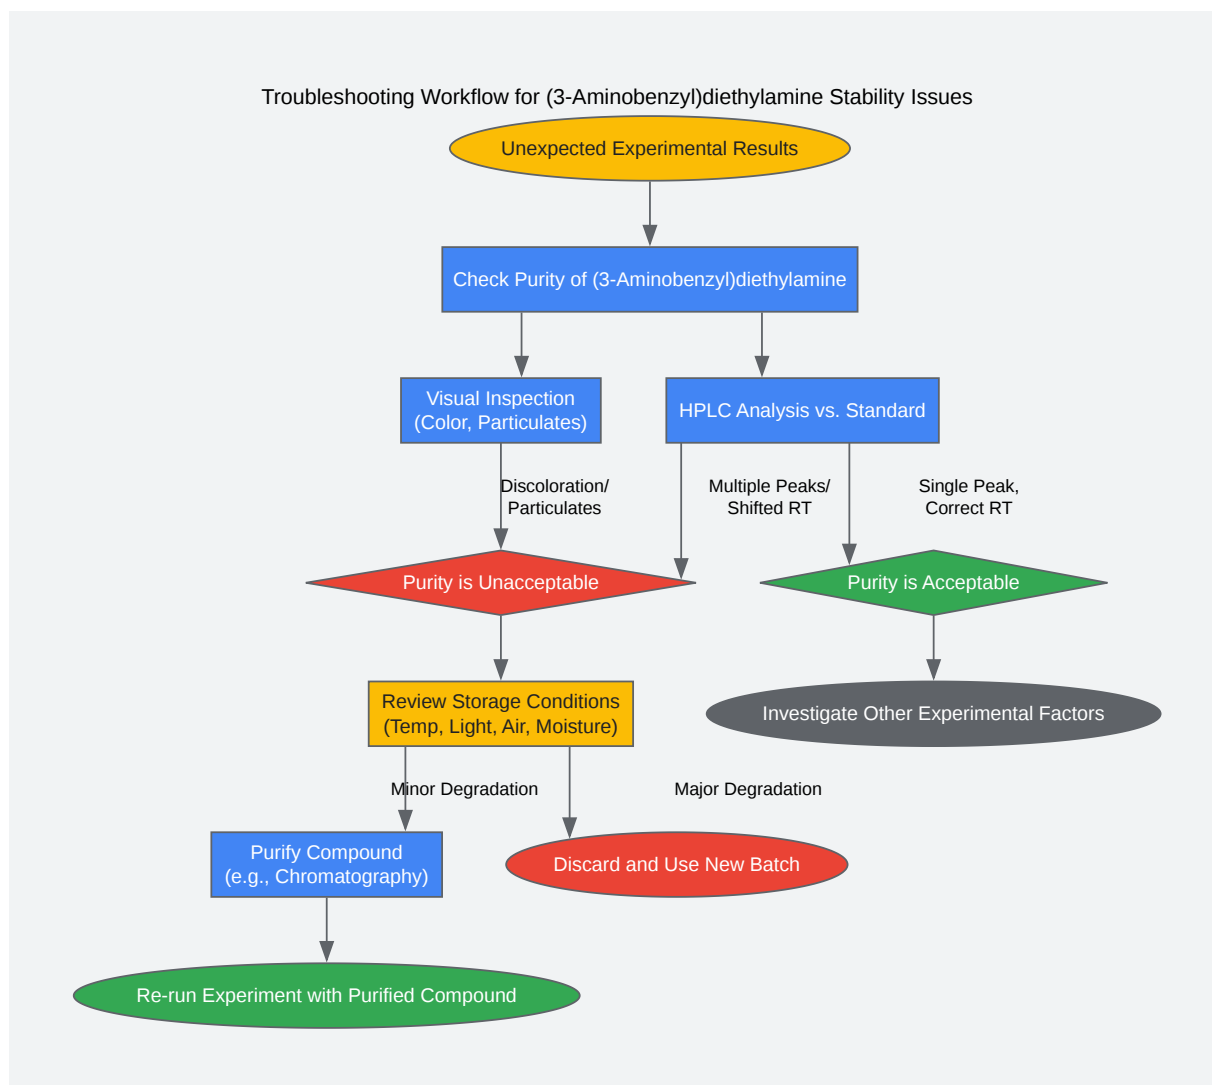 Troubleshooting Workflow for (3-Aminobenzyl)diethylamine Stability Issues
Unexpected Experimental Results
Check Purity of (3-Aminobenzyl)diethylamine
Visual Inspection
(Color, Particulates)
HPLC Analysis vs. Standard
Discoloration/
Particulates
Multiple Peaks/
Shifted RT
Single Peak,
Correct RT
Purity is Unacceptable
Purity is Acceptable
Review Storage Conditions
(Temp, Light, Air, Moisture)
Investigate Other Experimental Factors
Minor Degradation
Major Degradation
Purify Compound
(e.g., Chromatography)
Discard and Use New Batch
Re-run Experiment with Purified Compound